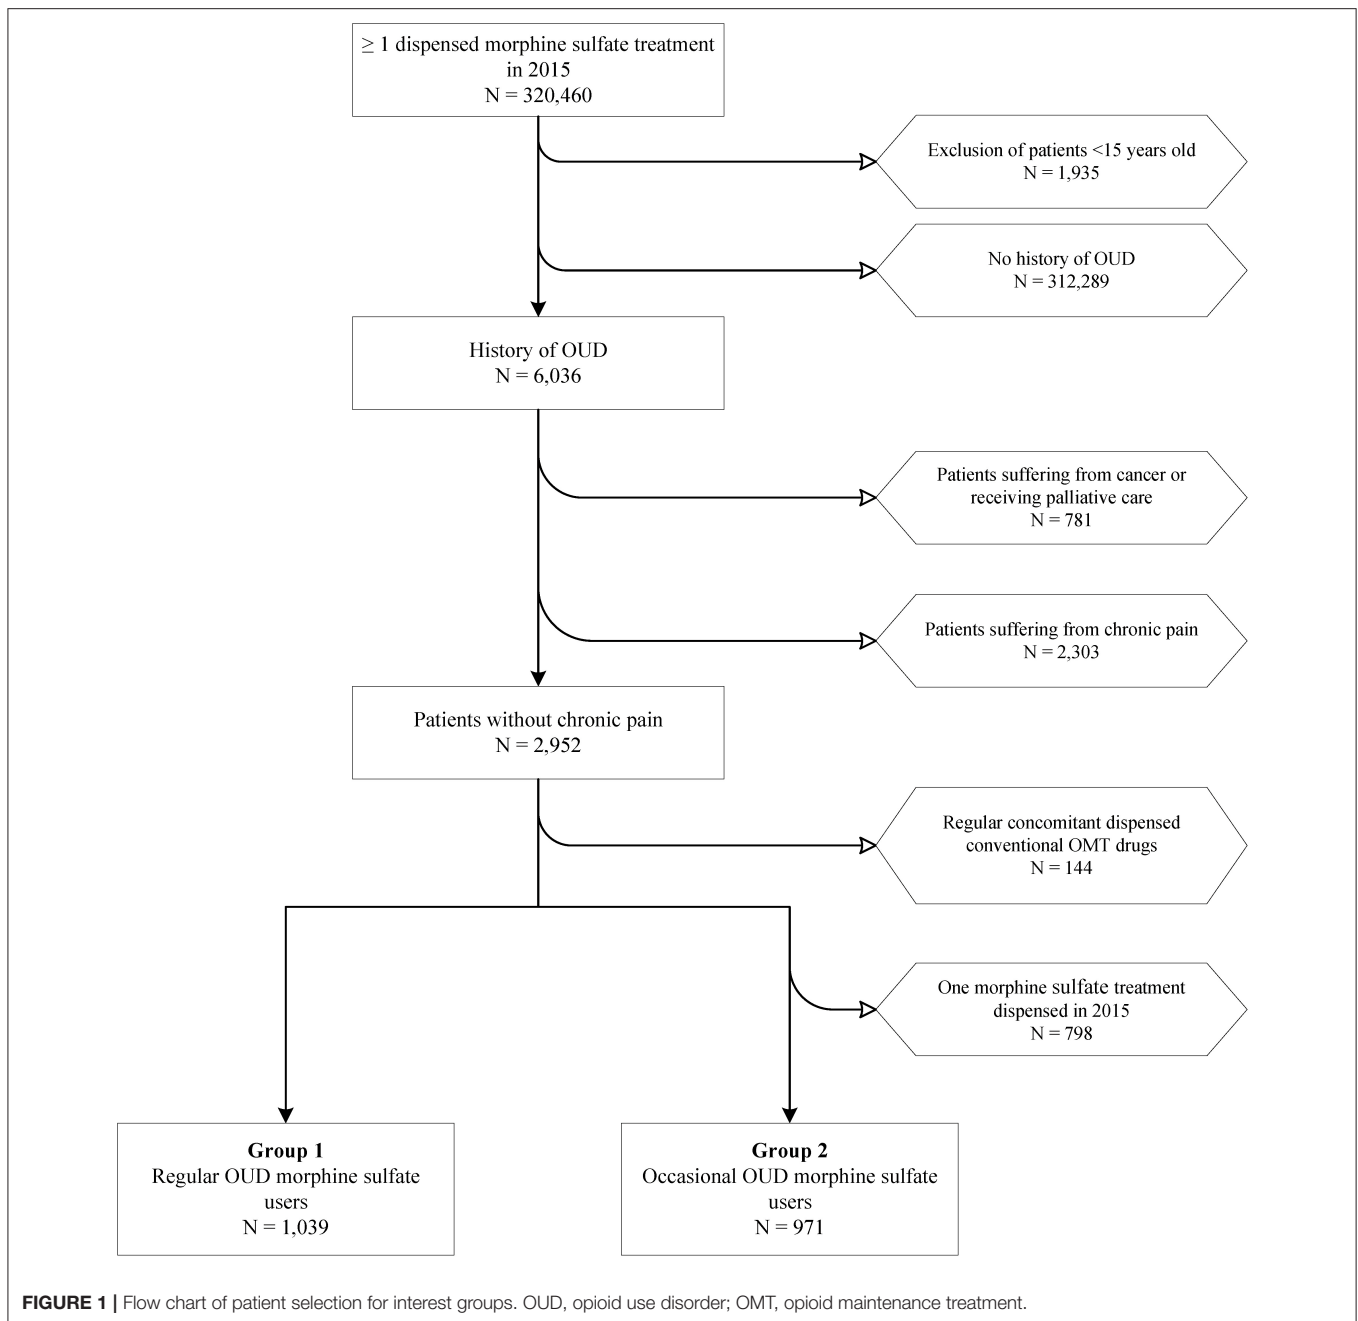 ≥ 1 dispensed morphine sulfate treatment
in 2015
N = 320,460
Exclusion of patients <15 years old
N = 1,935
No history of OUD
N = 312,289
History of OUD
N = 6,036
Patients suffering from cancer or
receiving palliative care
N = 781
Patients suffering from chronic pain
N = 2,303
Patients without chronic pain
N = 2,952
Regular concomitant dispensed
conventional OMT drugs
N = 144
One morphine sulfate treatment
dispensed in 2015
N = 798
Group 1
Regular OUD morphine sulfate
users
N = 1,039
Group 2
Occasional OUD morphine sulfate
users
N = 971
FIGURE 1 | Flow chart of patient selection for interest groups. OUD, opioid use disorder; OMT, opioid maintenance treatment.